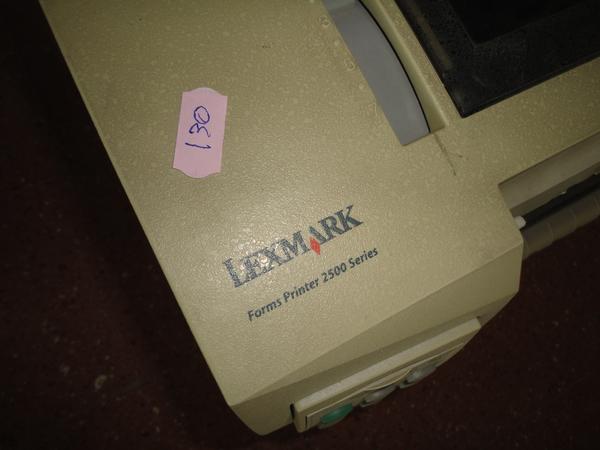 130
LEXMARK
Forms Printer 2500 Series